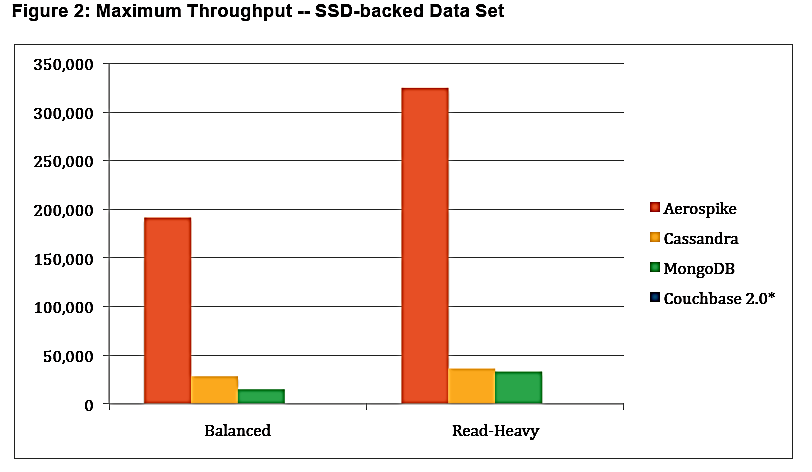 Figure 2: Maximum Throughput -- SSD-backed Data Set
350,000
300,000
250,000
200,000
150,000
100,000
50,000
0
Balanced
Read-Heavy
Aerospike
Cassandra
MongoDB
Couchbase 2.0*